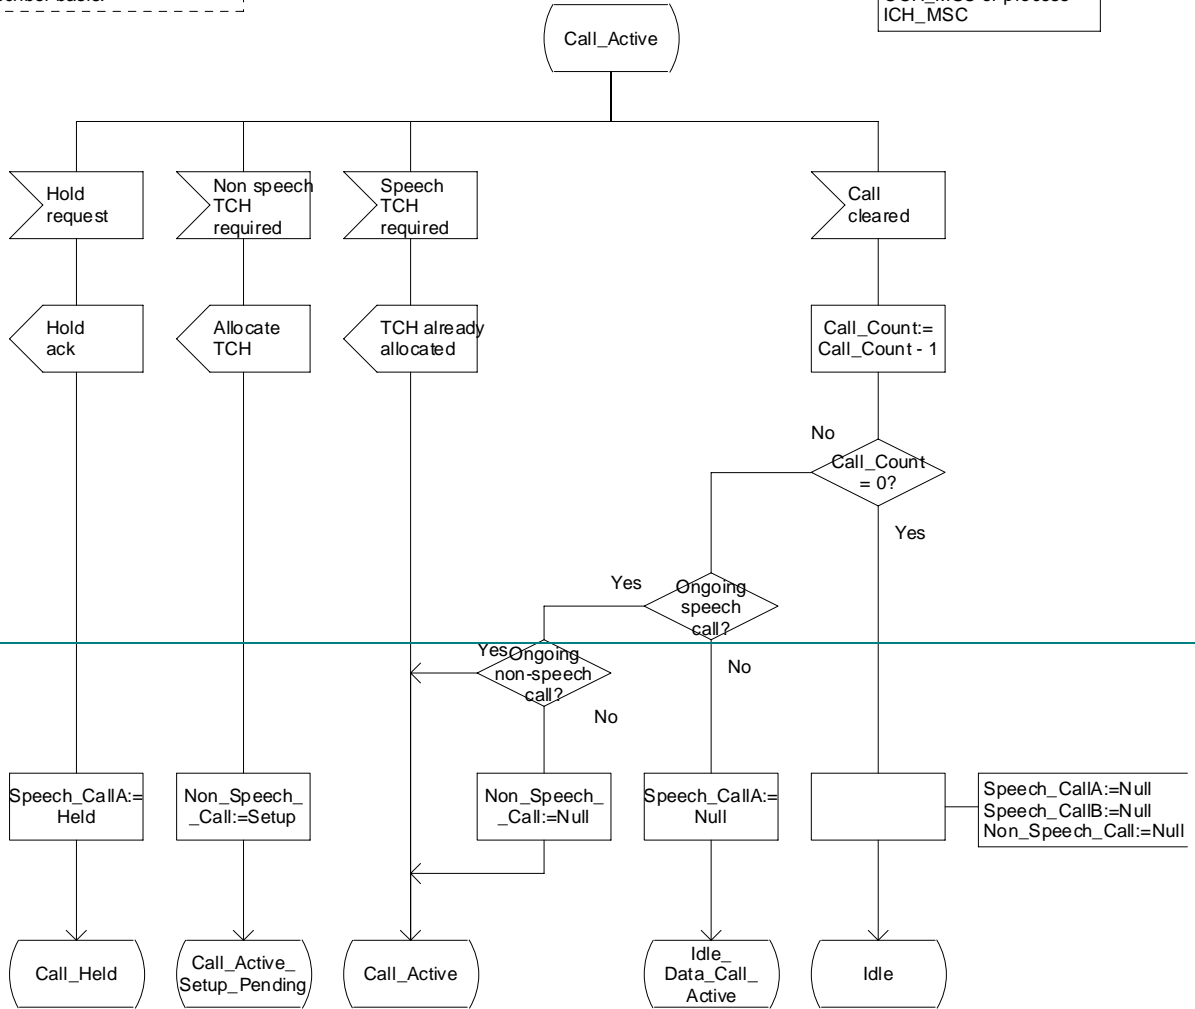 ICH_MSC
Call_Active
Hold
request
Non speech
TCH
required
Speech
TCH
required
Call
cleared
Hold
ack
Allocate
TCH
TCH already
allocated
Call_Count:=
Call_Count - 1
No
Call_Count
= 0?
Yes
Yes
Ongoing
speech
call?
No
Yes
Ongoing
non-speech
call?
No
Speech_CallA:=
Held
Non_Speech_
_Call:=Setup
Non_Speech_
_Call:=Null
Speech_CallA:=
Null
Speech_CallA:=Null
Speech_CallB:=Null
Non_Speech_Call:=Null
Call_Held
Call_Active_
Setup_Pending
Call_Active
Idle_
Data_Call_
Active
Idle